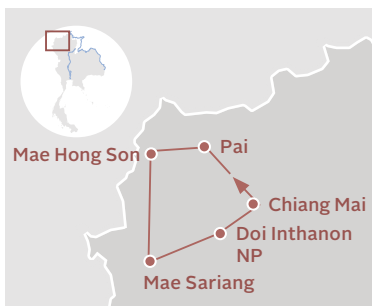 Pai
Mae Hong Son
Chiang Mai
Doi Inthanon
NP
Mae Sariang